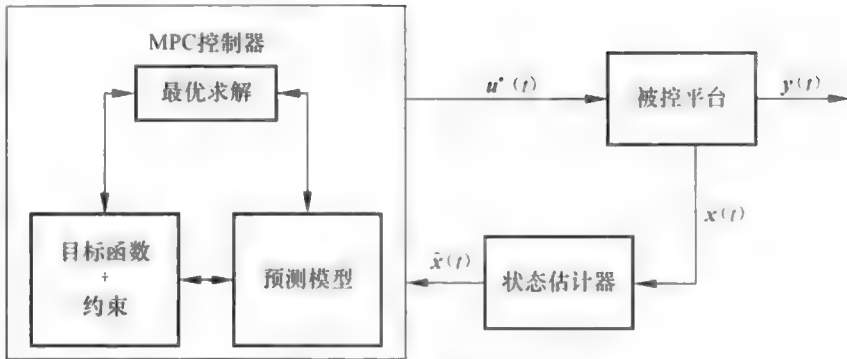 MPC控制器
最优求解
u*(t)
被控平台
y(t)
目标函数
+
约束
预测模型
x̃(t)
状态估计器
x(t)